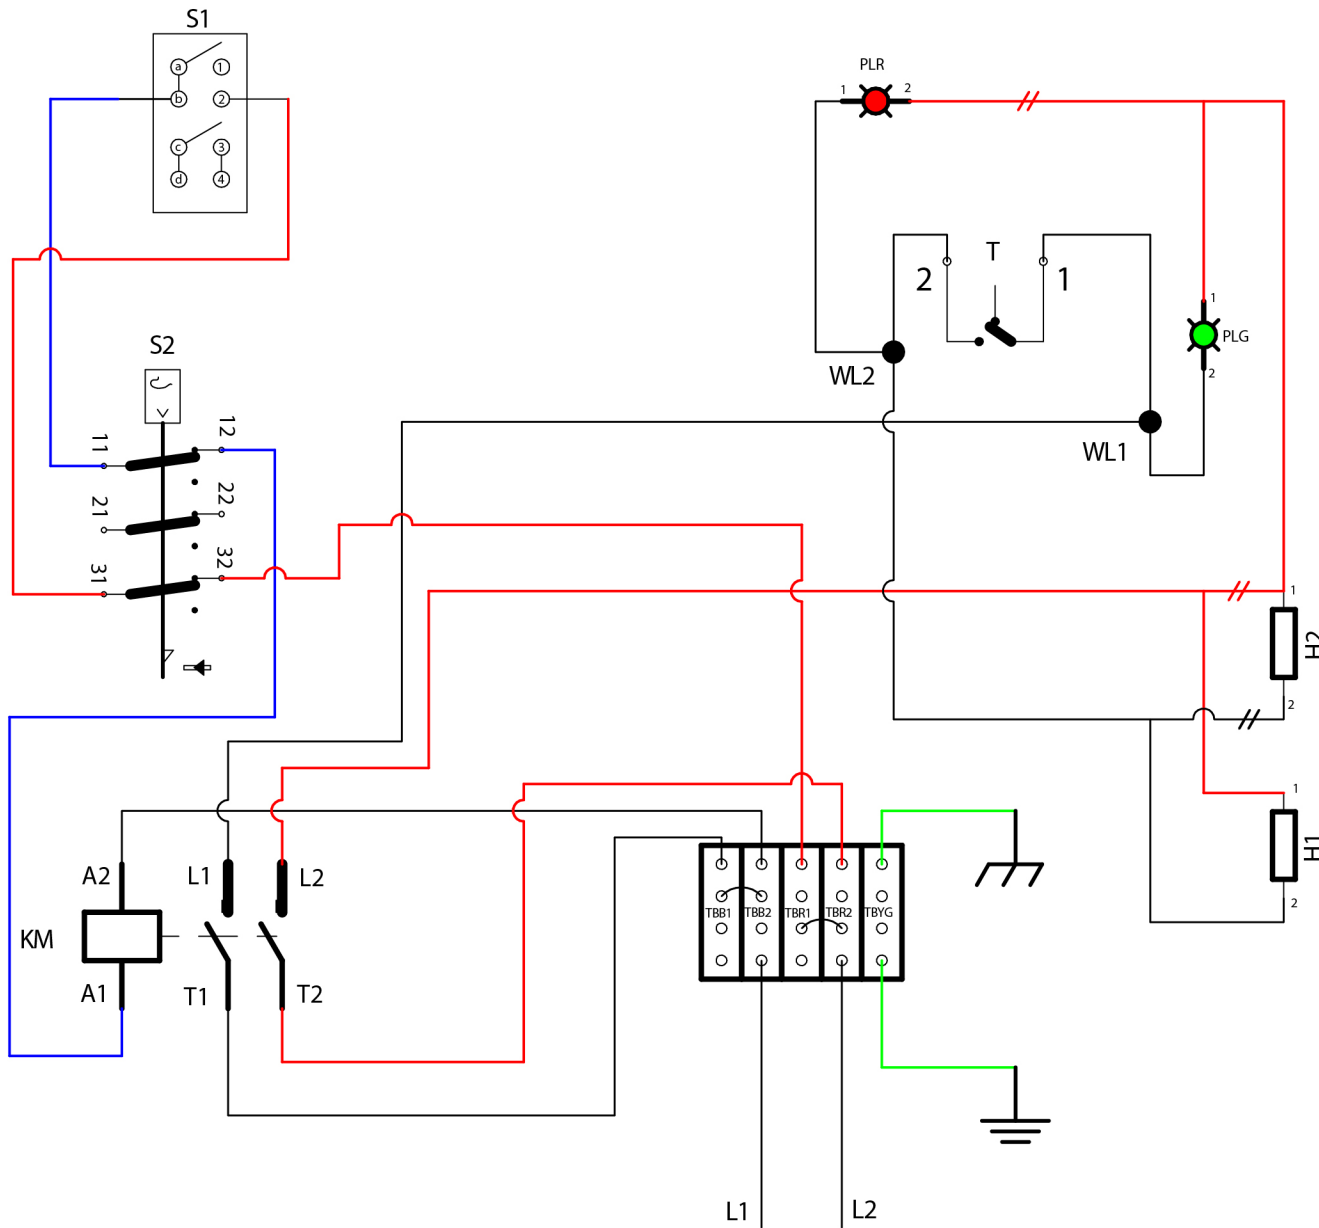 S1
a 1
b 2
c 3
d 4
PLR
1 2
T
2 1
WL2
1
PLG
2
WL1
S2
11 12
21 22
31 32
1
H2
2
1
H1
2
A2 L1 L2
KM
A1 T1 T2
TBB1 TBB2 TBR1 TBR2 TBYG
L1 L2